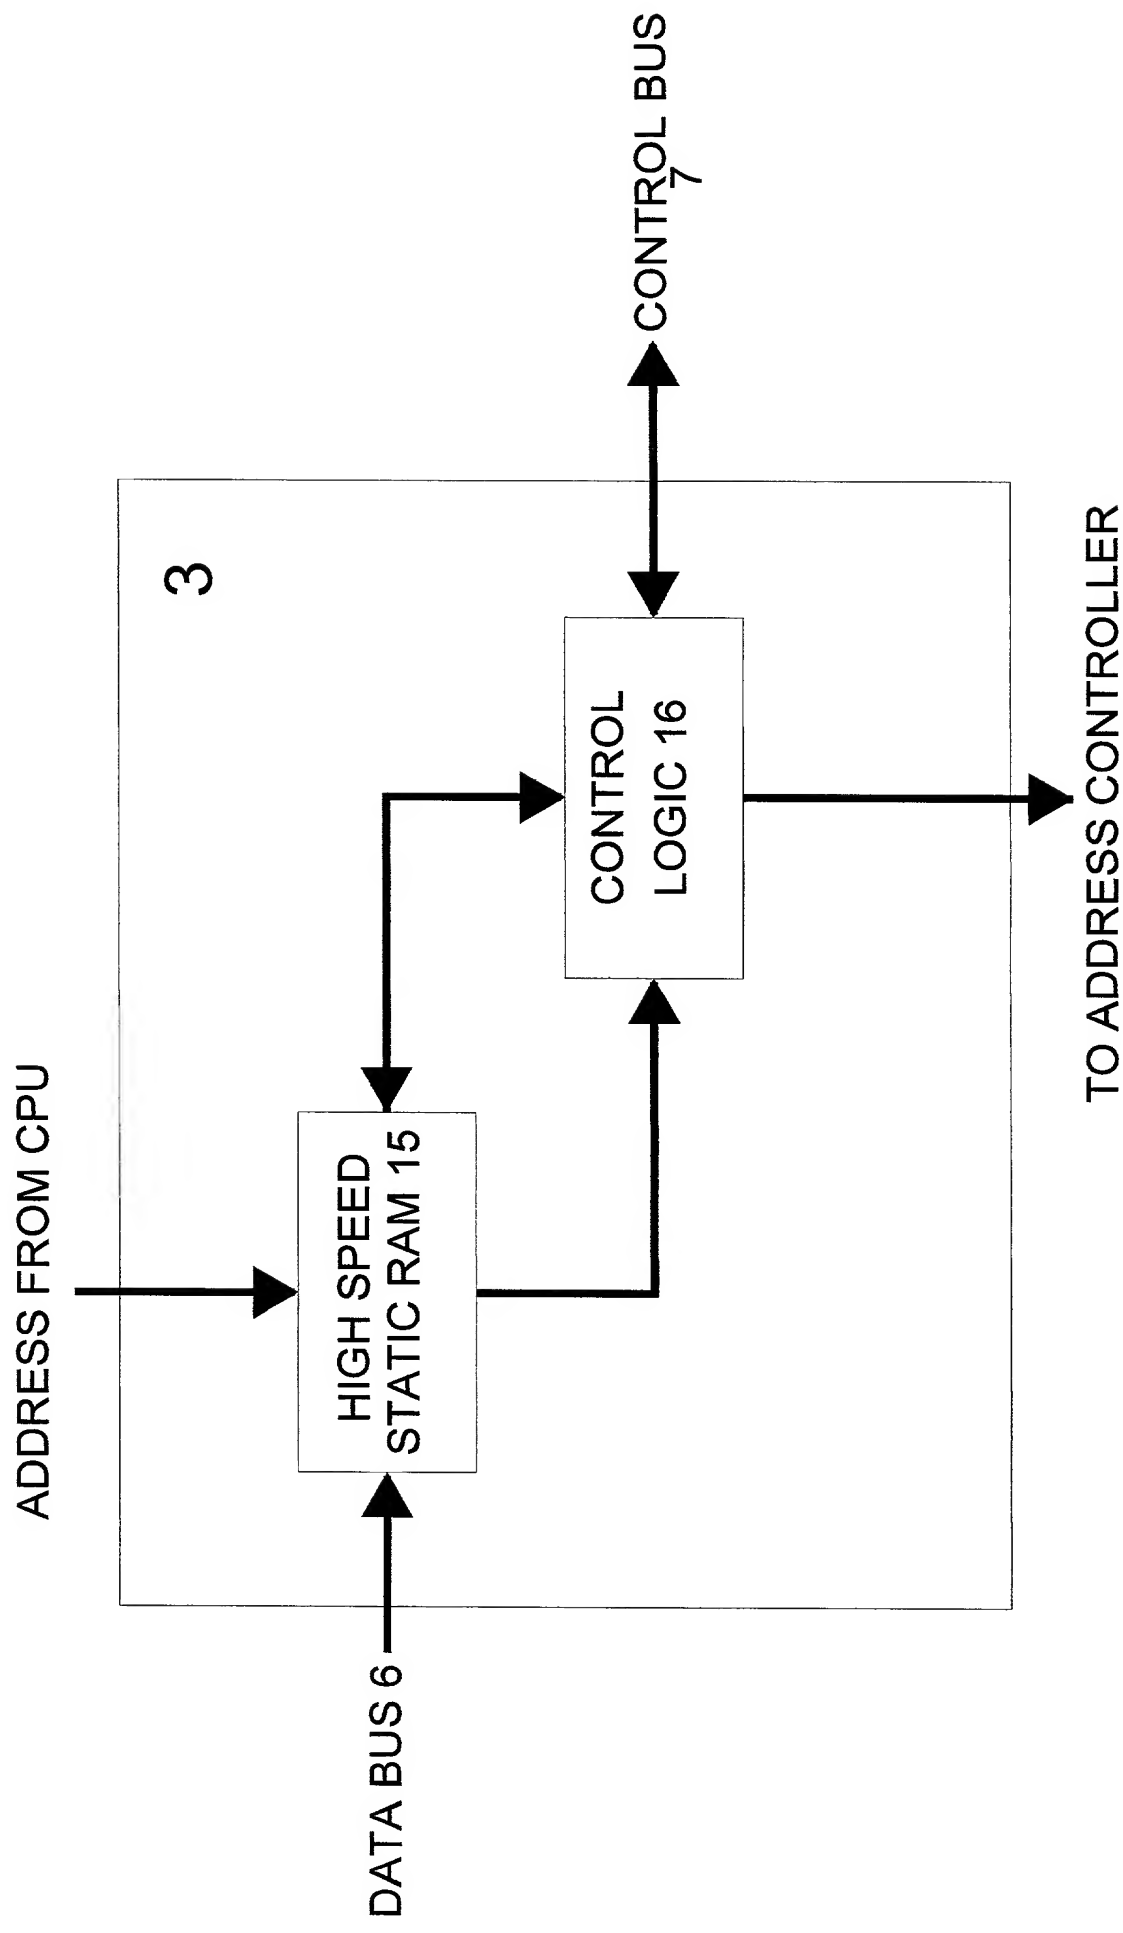 ADDRESS FROM CPU
3
DATA BUS 6
HIGH SPEED
STATIC RAM 15
CONTROL
LOGIC 16
CONTROL BUS
7
TO ADDRESS CONTROLLER